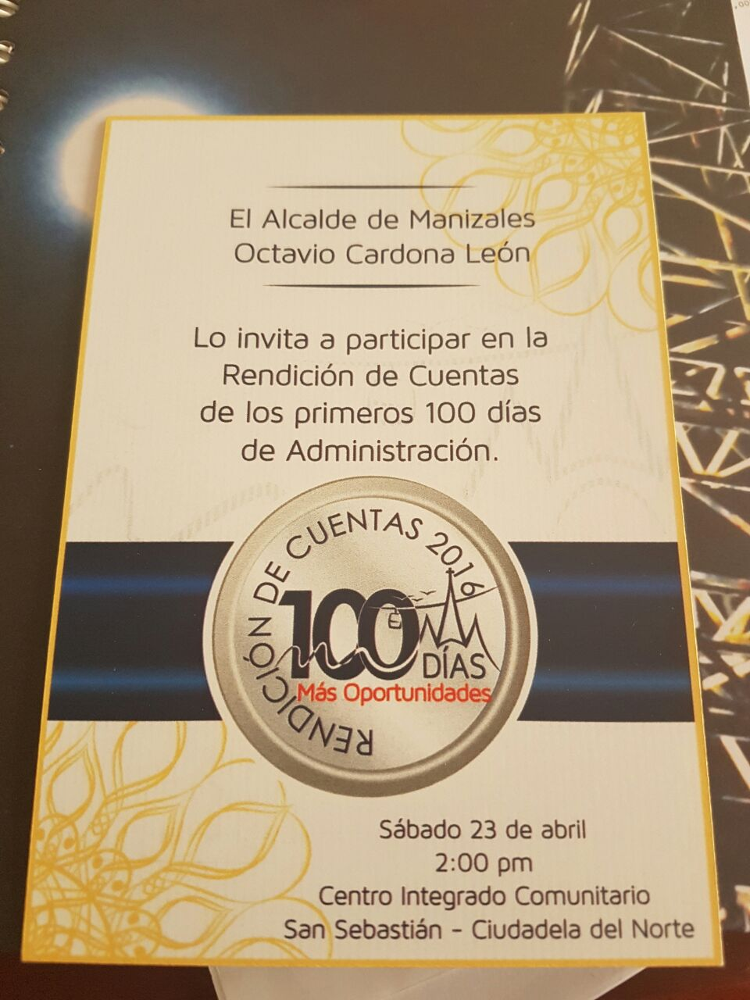 El Alcalde de Manizales
Octavio Cardona León
Lo invita a participar en la
Rendición de Cuentas
de los primeros 100 días
de Administración.
RENDICIÓN DE CUENTAS 2016
100
DÍAS
Más Oportunidades
Sábado 23 de abril
2:00 pm
Centro Integrado Comunitario
San Sebastián - Ciudadela del Norte